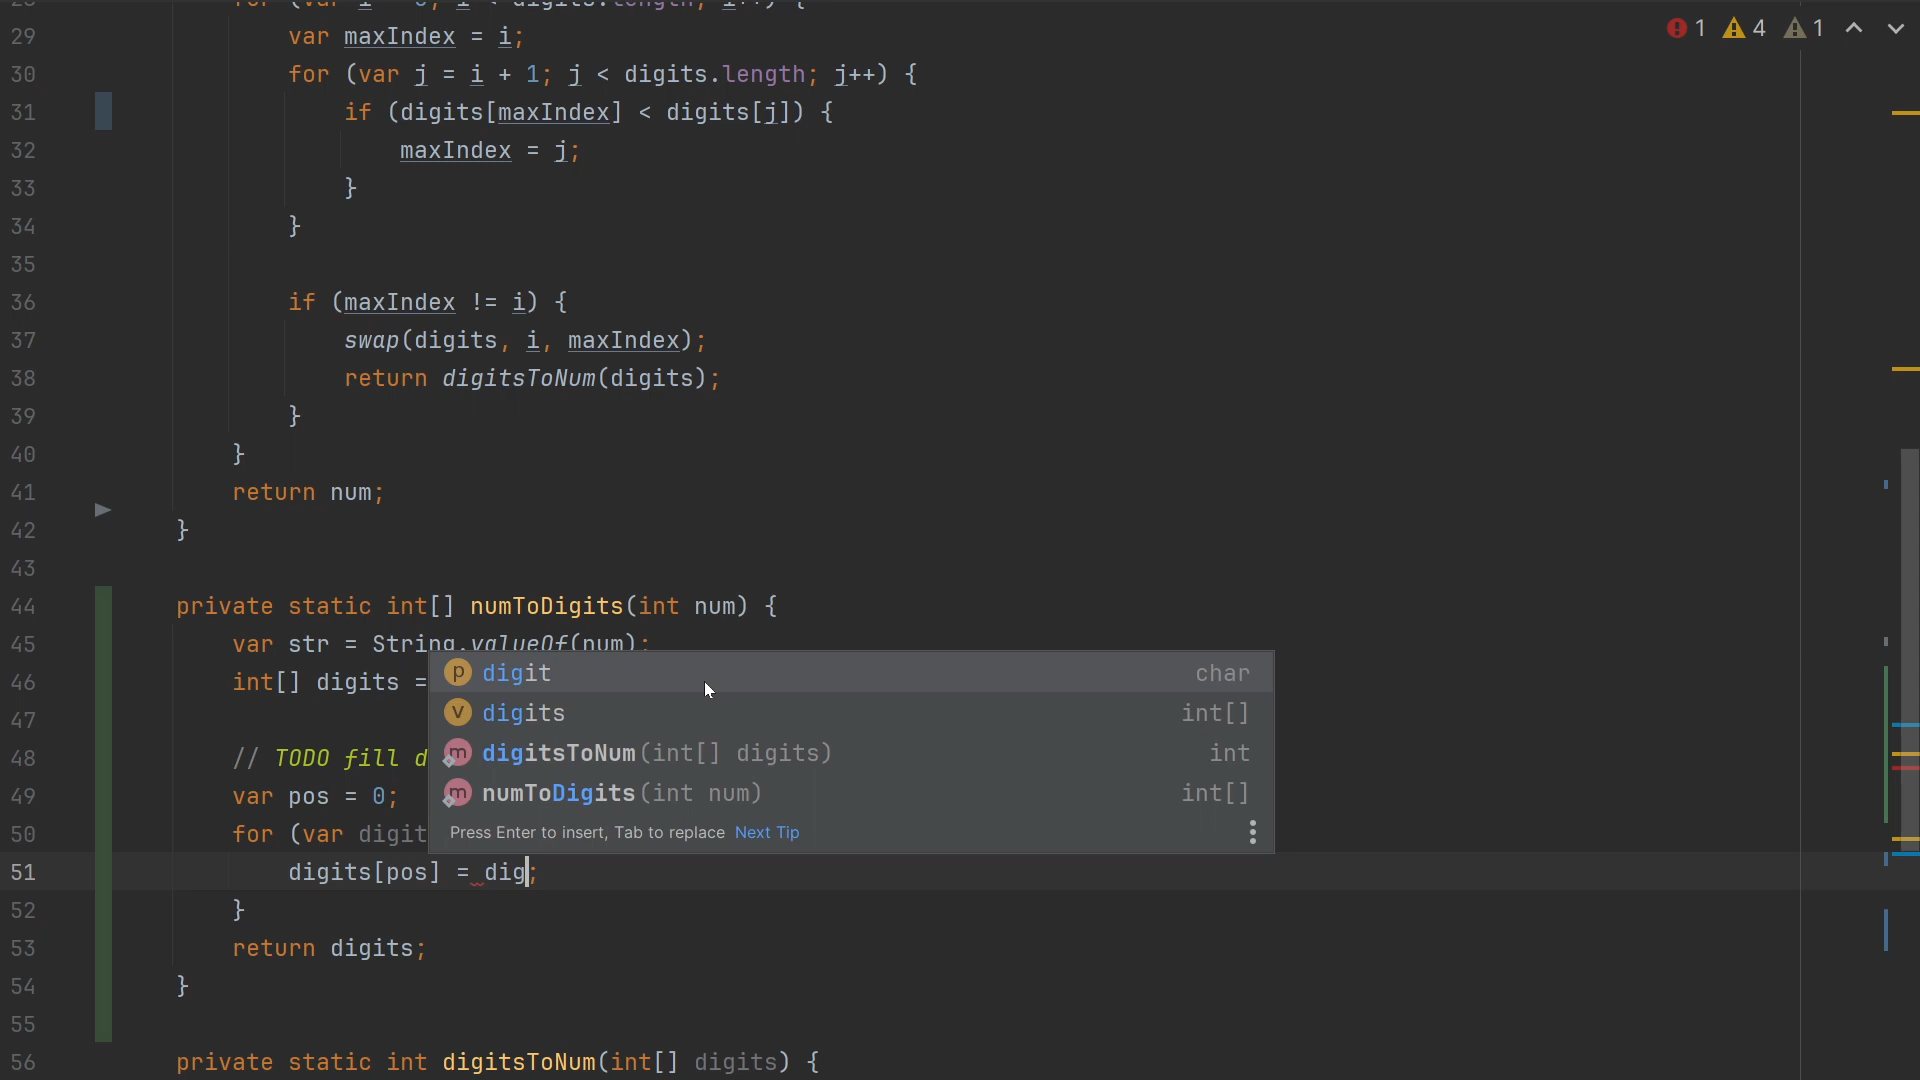 1 4 1
29 var maxIndex = i;
30 for (var j = i + 1; j < digits.length; j++) {
31 if (digits[maxIndex] < digits[j]) {
32 maxIndex = j;
33 }
34 }
35
36 if (maxIndex != i) {
37 swap(digits, i, maxIndex);
38 return digitsToNum(digits);
39 }
40 }
41 return num;
42 }
43
44 private static int[] numToDigits(int num) {
45 var str = String.valueOf(num);
46 int[] digits =
47
48 // TODO fill d
49 var pos = 0;
50 for (var digit
p digit char
v digits int[]
m digitsToNum(int[] digits) int
m numToDigits(int num) int[]
Press Enter to insert, Tab to replace Next Tip
51 digits[pos] = dig;
52 }
53 return digits;
54 }
55
56 private static int digitsToNum(int[] digits) {